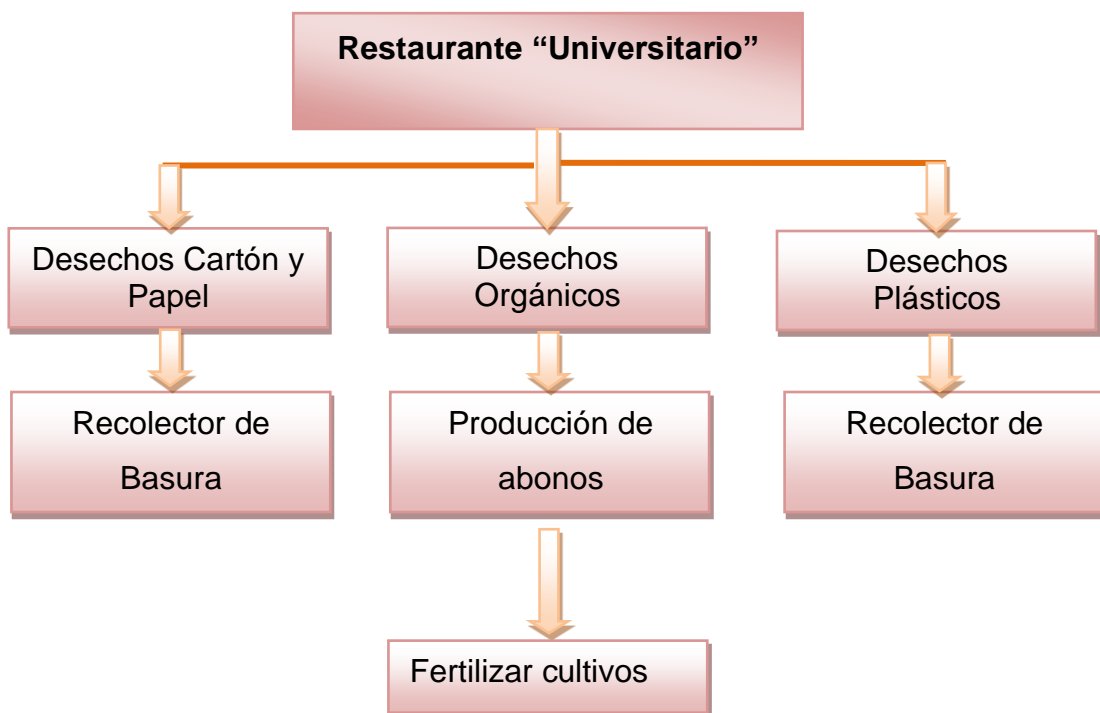 Restaurante “Universitario”
Desechos Cartón y
Papel
Desechos
Orgánicos
Desechos
Plásticos
Recolector de
Basura
Producción de
abonos
Recolector de
Basura
Fertilizar cultivos